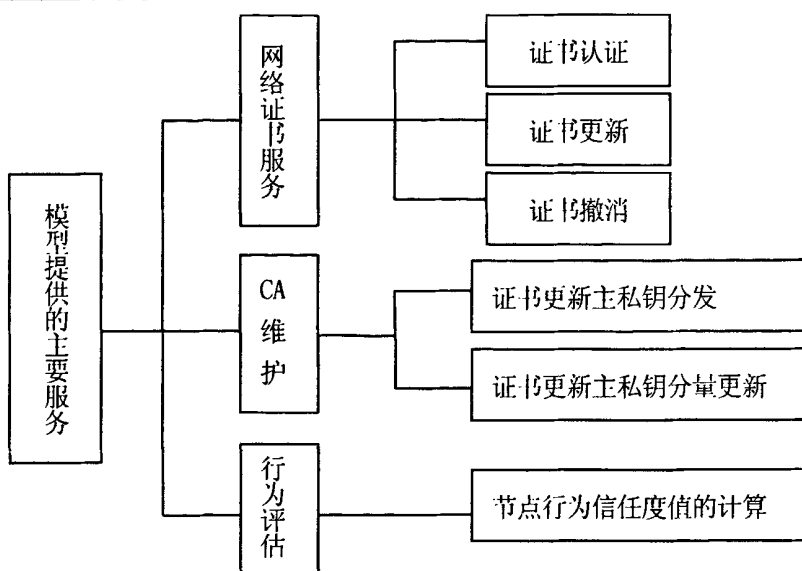 模型提供的主要服务
网络证书服务
证书认证
证书更新
证书撤消
CA维护
证书更新主私钥分发
证书更新主私钥分量更新
行为评估
节点行为信任度值的计算